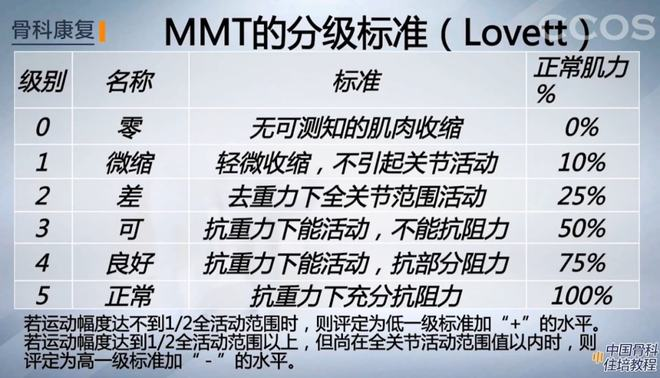 骨科康复
MMT的分级标准（Lovett）
ecos
级别 名称 标准 正常肌力%
0 零 无可测知的肌肉收缩 0%
1 微缩 轻微收缩，不引起关节活动 10%
2 差 去重力下全关节范围活动 25%
3 可 抗重力下能活动，不能抗阻力 50%
4 良好 抗重力下能活动，抗部分阻力 75%
5 正常 抗重力下充分抗阻力 100%
若运动幅度达不到1/2全活动范围时，则评定为低一级标准加“+”的水平。
若运动幅度达到1/2全活动范围以上，但尚在全关节活动范围值以内时，则
评定为高一级标准加“-”的水平。
中国骨科
住培教程